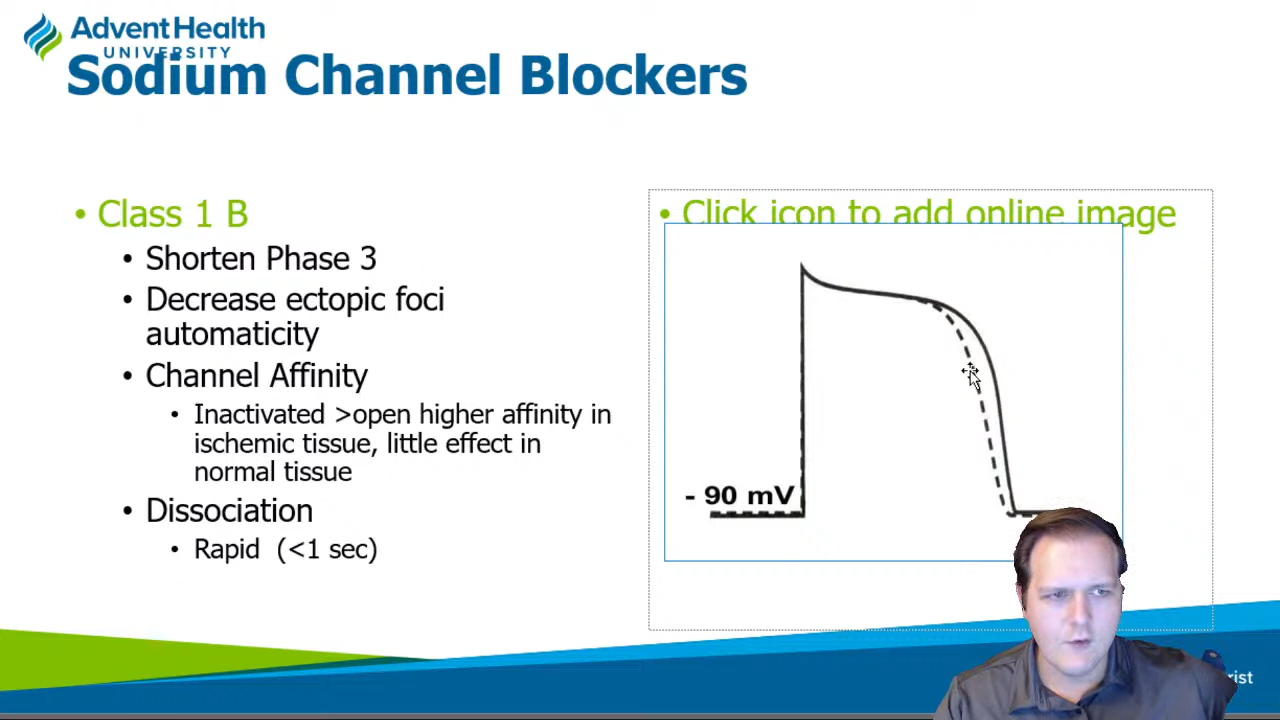 AdventHealth
UNIVERSITY
Sodium Channel Blockers
• Class 1 B
• Shorten Phase 3
• Decrease ectopic foci
automaticity
• Channel Affinity
• Inactivated >open higher affinity in
ischemic tissue, little effect in
normal tissue
• Dissociation
• Rapid (<1 sec)
• Click icon to add online image
- 90 mV